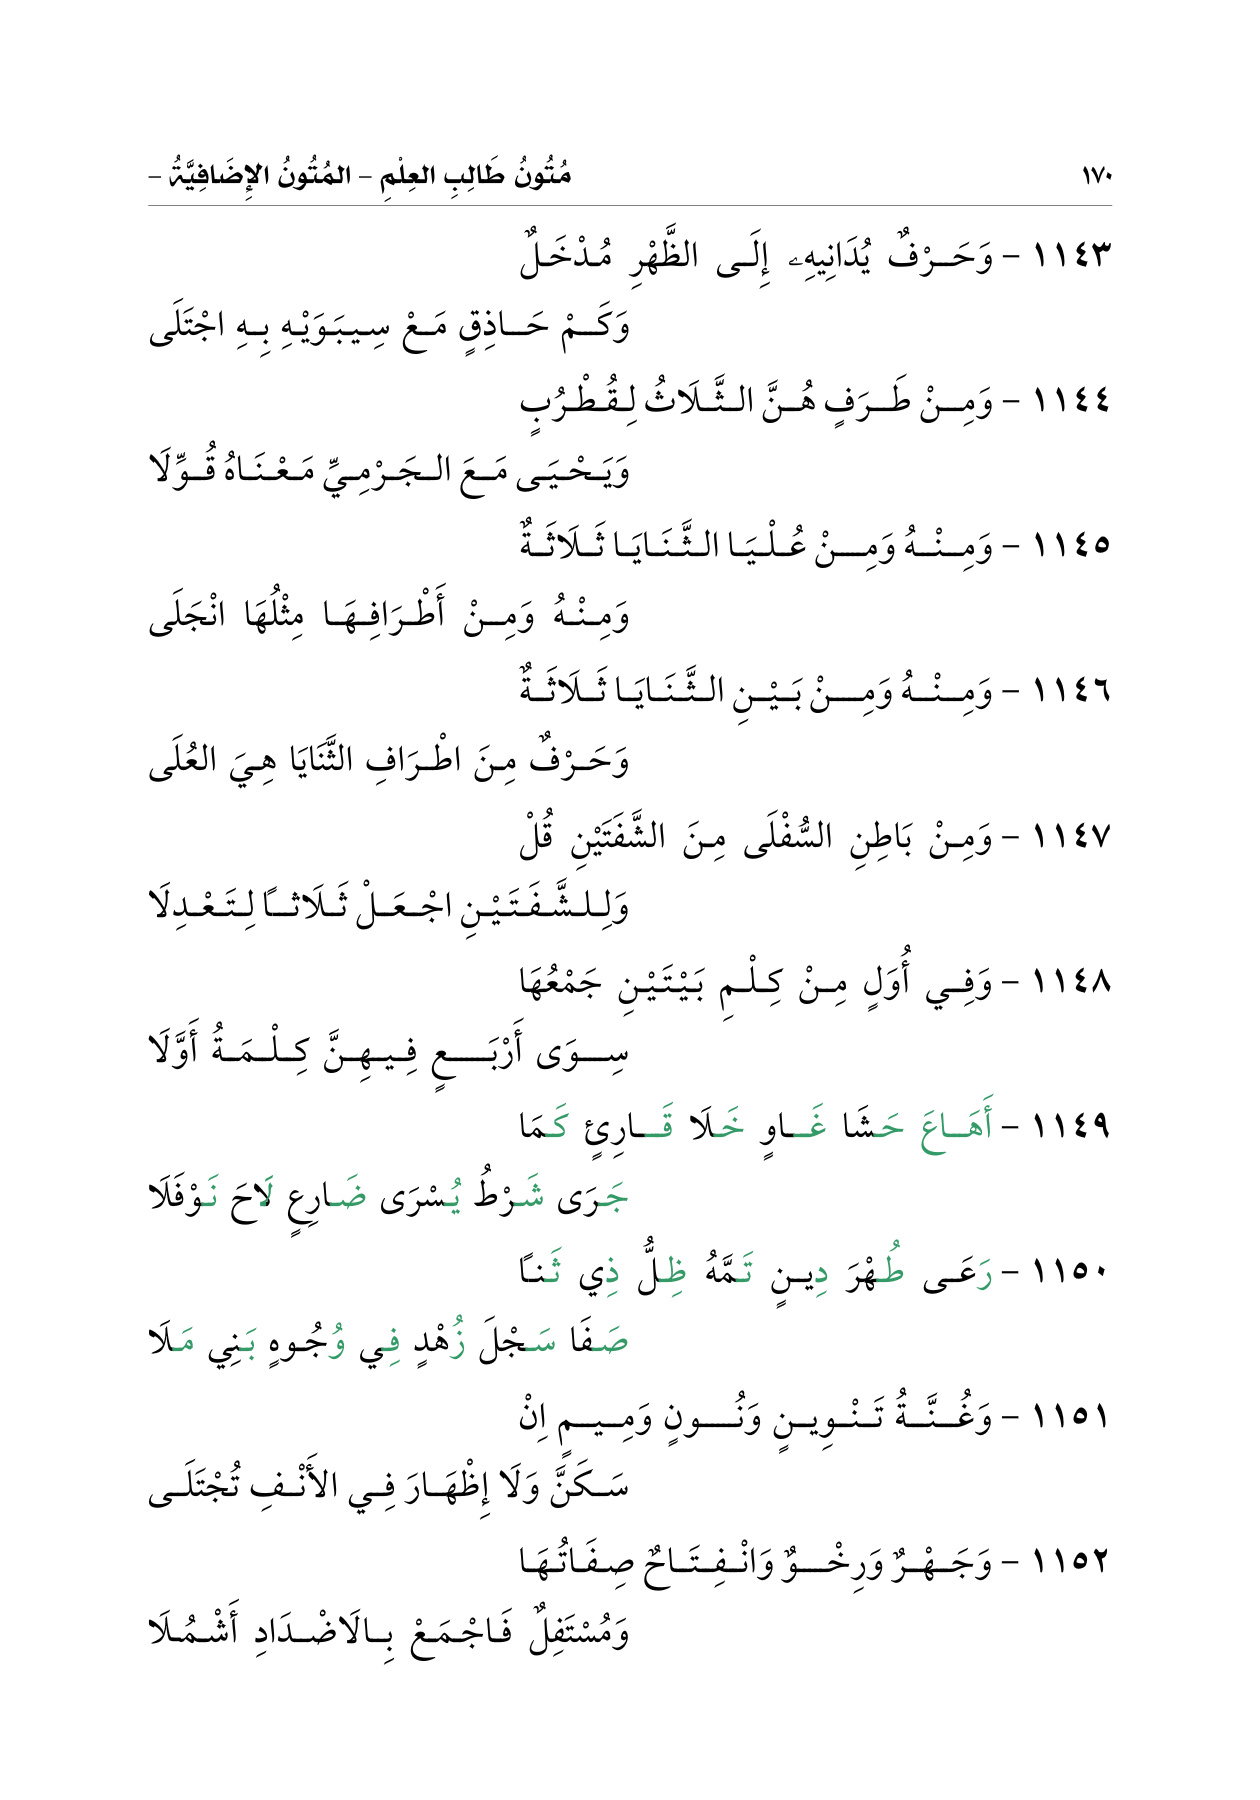 ١٧٠ مُتُونُ طَالِبِ العِلْمِ – المُتُونُ الإِضَافِيَّةُ –
١١٤٣ – وَحَرْفٌ يُدَانِيهِۦ إِلَى الظَّهْرِ مُدْخَلٌ
وَكَمْ حَاذِقٍ مَعْ سِيبَوَيْهِ بِهِ اجْتَلَى
١١٤٤ – وَمِنْ طَرَفٍ هُنَّ الثَّلَاثُ لِقُطْرُبٍ
وَيَحْيَى مَعَ الجَرْمِيِّ مَعْنَاهُ قُوِّلَا
١١٤٥ – وَمِنْهُ وَمِنْ عُلْيَا الثَّنَايَا ثَلَاثَةٌ
وَمِنْهُ وَمِنْ أَطْرَافِهَا مِثْلُهَا انْجَلَى
١١٤٦ – وَمِنْهُ وَمِنْ بَيْنِ الثَّنَايَا ثَلَاثَةٌ
وَحَرْفٌ مِنَ اطْرَافِ الثَّنَايَا هِيَ العُلَى
١١٤٧ – وَمِنْ بَاطِنِ السُّفْلَى مِنَ الشَّفَتَيْنِ قُلْ
وَلِلشَّفَتَيْنِ اجْعَلْ ثَلَاثًا لِتَعْدِلَا
١١٤٨ – وَفِي أُوَلٍ مِنْ كِلْمِ بَيْتَيْنِ جَمْعُهَا
سِوَى أَرْبَعٍ فِيهِنَّ كِلْمَةُ أَوَّلَا
١١٤٩ – أَهَاعَ حَشَا غَاوٍ خَلَا قَارِئٍ كَمَا
جَرَى شَرْطُ يُسْرَى ضَارِعٍ لَاحَ نَوْفَلَا
١١٥٠ – رَعَى طُهْرَ دِينٍ تَمَّهُ ظِلُّ ذِي ثَنًا
صَفَا سَجْلَ زُهْدٍ فِي وُجُوهٍ بَنِي مَلَا
١١٥١ – وَغُنَّةُ تَنْوِينٍ وَنُونٍ وَمِيمٍ اِنْ
سَكَنَّ وَلَا إِظْهَارَ فِي الأَنْفِ تُجْتَلَى
١١٥٢ – وَجَهْرٌ وَرِخْوٌ وَانْفِتَاحٌ صِفَاتُهَا
وَمُسْتَفِلٌ فَاجْمَعْ بِالَاضْدَادِ أَشْمُلَا